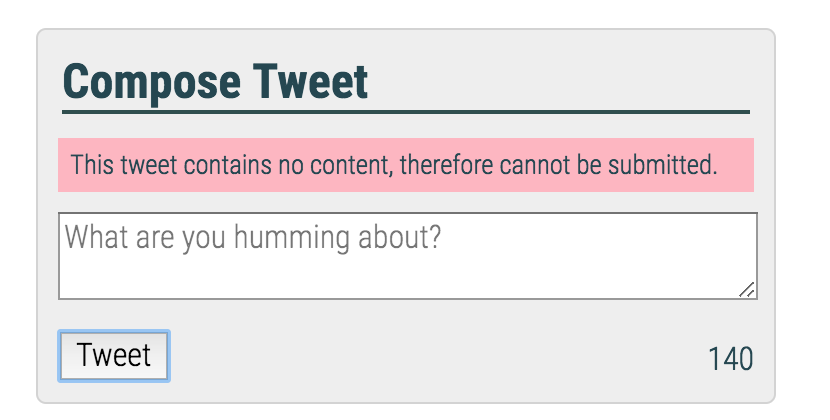 Compose Tweet
This tweet contains no content, therefore cannot be submitted.
What are you humming about?
Tweet
140